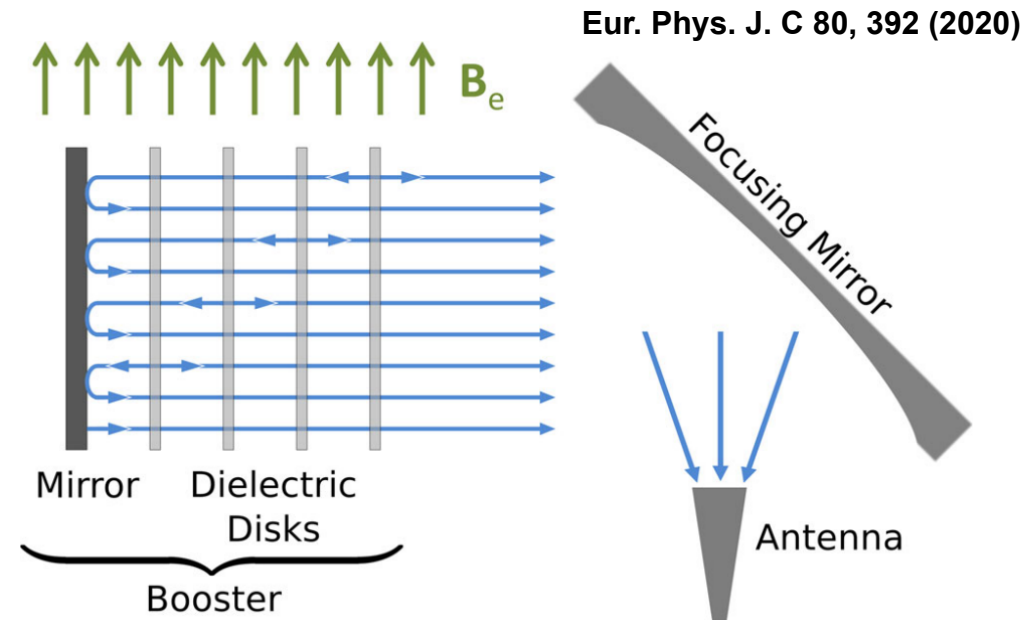 Eur. Phys. J. C 80, 392 (2020)
Be
Focusing Mirror
Mirror
Dielectric
Disks
Booster
Antenna